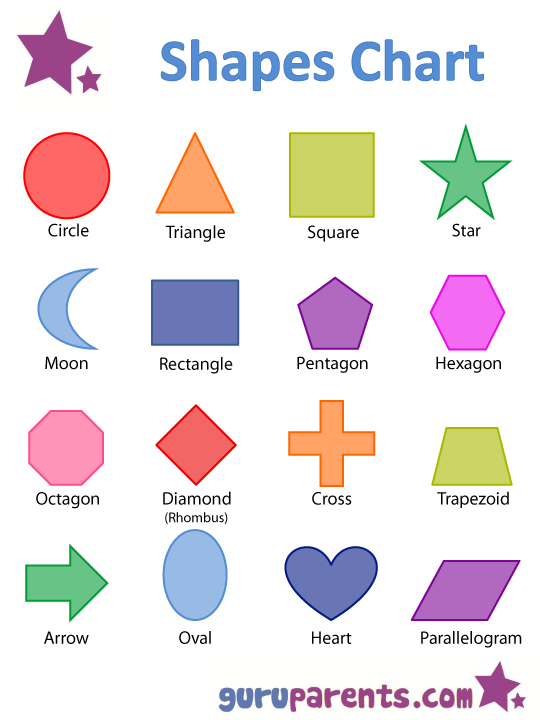 Shapes Chart
Circle
Triangle
Square
Star
Moon
Rectangle
Pentagon
Hexagon
Octagon
Diamond
(Rhombus)
Cross
Trapezoid
Arrow
Oval
Heart
Parallelogram
guruparents.com